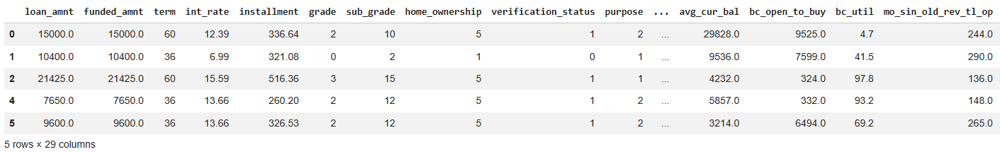 loan_amnt funded_amnt term int_rate installment grade sub_grade home_ownership verification_status purpose ... avg_cur_bal bc_open_to_buy bc_util mo_sin_old_rev_tl_op
0 15000.0 15000.0 60 12.39 336.64 2 10 5 1 2 ... 29828.0 9525.0 4.7 244.0
1 10400.0 10400.0 36 6.99 321.08 0 2 1 0 1 ... 9536.0 7599.0 41.5 290.0
2 21425.0 21425.0 60 15.59 516.36 3 15 5 1 1 ... 4232.0 324.0 97.8 136.0
4 7650.0 7650.0 36 13.66 260.20 2 12 5 1 2 ... 5857.0 332.0 93.2 148.0
5 9600.0 9600.0 36 13.66 326.53 2 12 5 1 2 ... 3214.0 6494.0 69.2 265.0
5 rows × 29 columns